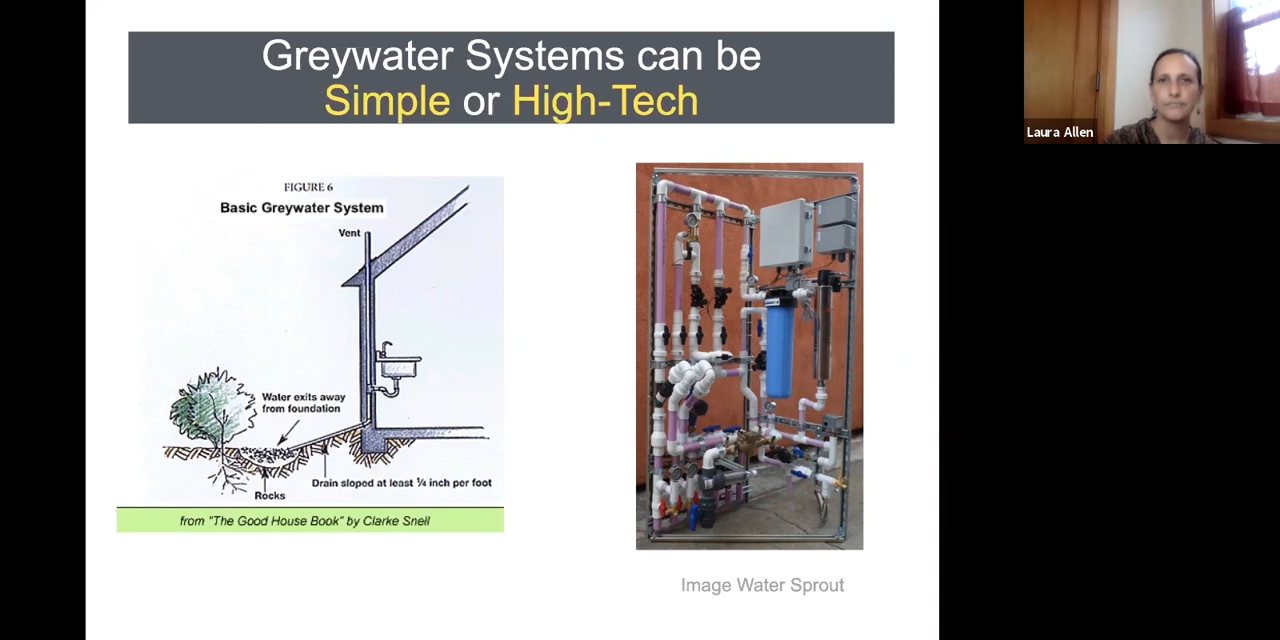 Greywater Systems can be
Simple or High-Tech
Laura Allen
FIGURE 6
Basic Greywater System
Vent
Water exits away
from foundation
Drain sloped at least ¼ inch per foot
Rocks
from "The Good House Book" by Clarke Snell
Image Water Sprout